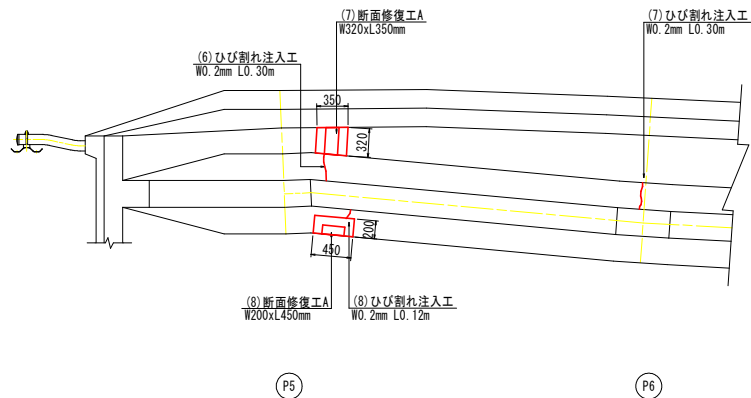 (7)断面修復工A
W320xL350mm
(7)ひび割れ注入工
W0.2mm L0.30m
(6)ひび割れ注入工
W0.2mm L0.30m
350
320
200
450
(8)断面修復工A
W200xL450mm
(8)ひび割れ注入工
W0.2mm L0.12m
P5
P6